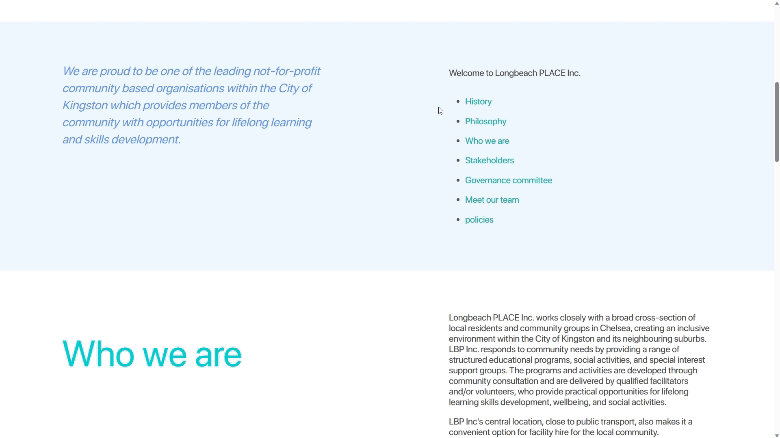 We are proud to be one of the leading not-for-profit
community based organisations within the City of
Kingston which provides members of the
community with opportunities for lifelong learning
and skills development.
Welcome to Longbeach PLACE Inc.
History
Philosophy
Who we are
Stakeholders
Governance committee
Meet our team
policies
Who we are
Longbeach PLACE Inc. works closely with a broad cross-section of
local residents and community groups in Chelsea, creating an inclusive
environment within the City of Kingston and its neighbouring suburbs.
LBP Inc. responds to community needs by providing a range of
structured educational programs, social activities, and special interest
support groups. The programs and activities are developed through
community consultation and are delivered by qualified facilitators
and/or volunteers, who provide practical opportunities for lifelong
learning skills development, wellbeing, and social activities.
LBP Inc's central location, close to public transport, also makes it a
convenient option for facility hire for the local community.